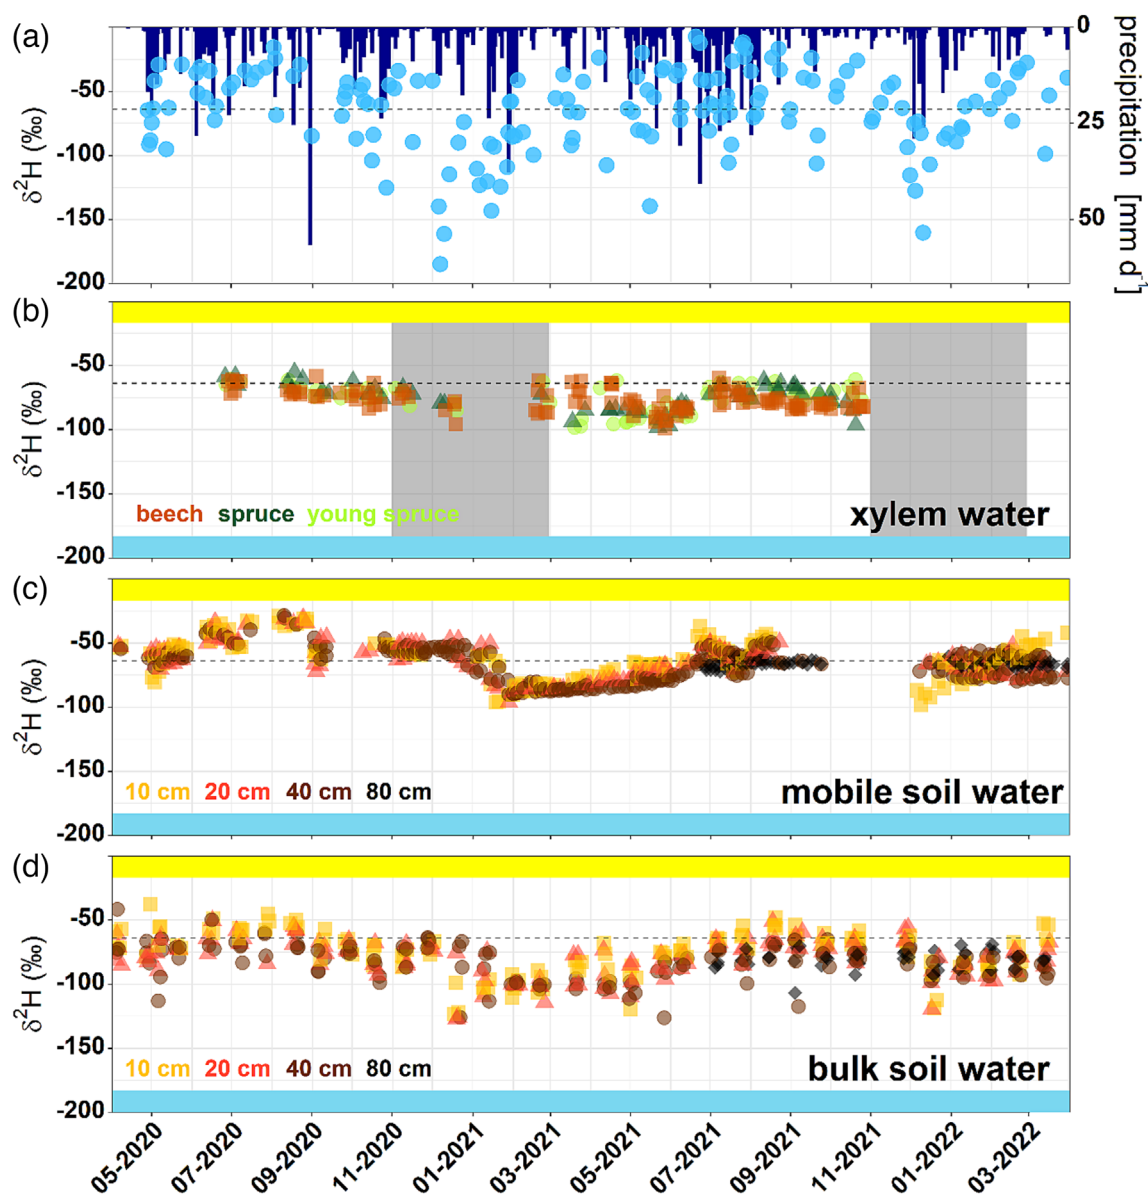 (a)
0
-50
25
-100
-150
50
-200
δ²H (‰)
precipitation [mm d⁻¹]
(b)
-50
-100
-150
beech spruce young spruce
xylem water
-200
δ²H (‰)
(c)
-50
-100
-150
10 cm 20 cm 40 cm 80 cm
mobile soil water
-200
δ²H (‰)
(d)
-50
-100
-150
10 cm 20 cm 40 cm 80 cm
bulk soil water
-200
δ²H (‰)
05-2020 07-2020 09-2020 11-2020 01-2021 03-2021 05-2021 07-2021 09-2021 11-2021 01-2022 03-2022